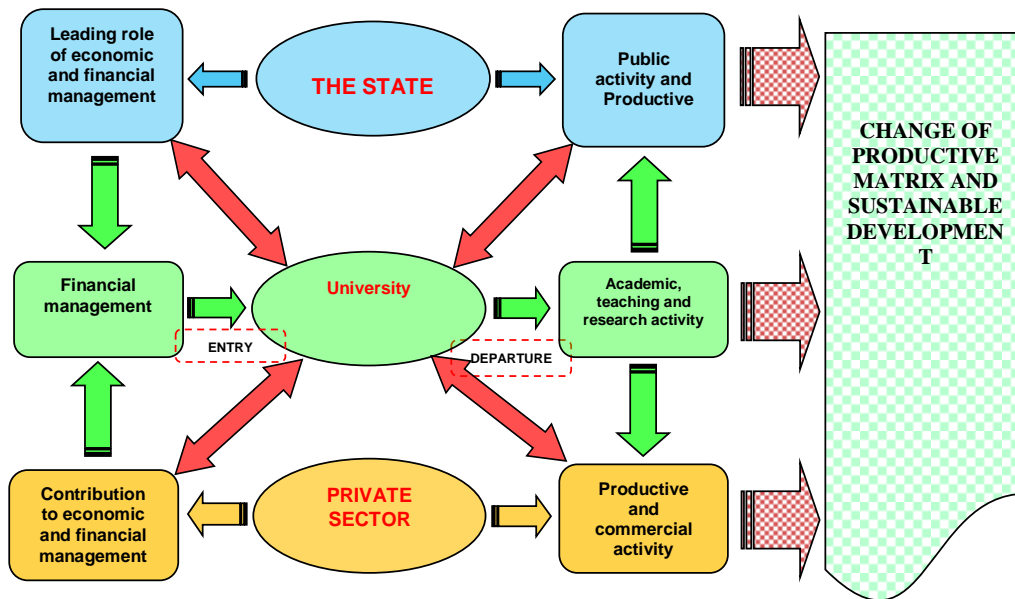 Leading role
of economic
and financial
management
THE STATE
Public
activity and
Productive
CHANGE OF
PRODUCTIVE
MATRIX AND
SUSTAINABLE
DEVELOPMEN
T
Financial
management
University
Academic,
teaching and
research activity
ENTRY
DEPARTURE
Contribution
to economic
and financial
management
PRIVATE
SECTOR
Productive
and
commercial
activity